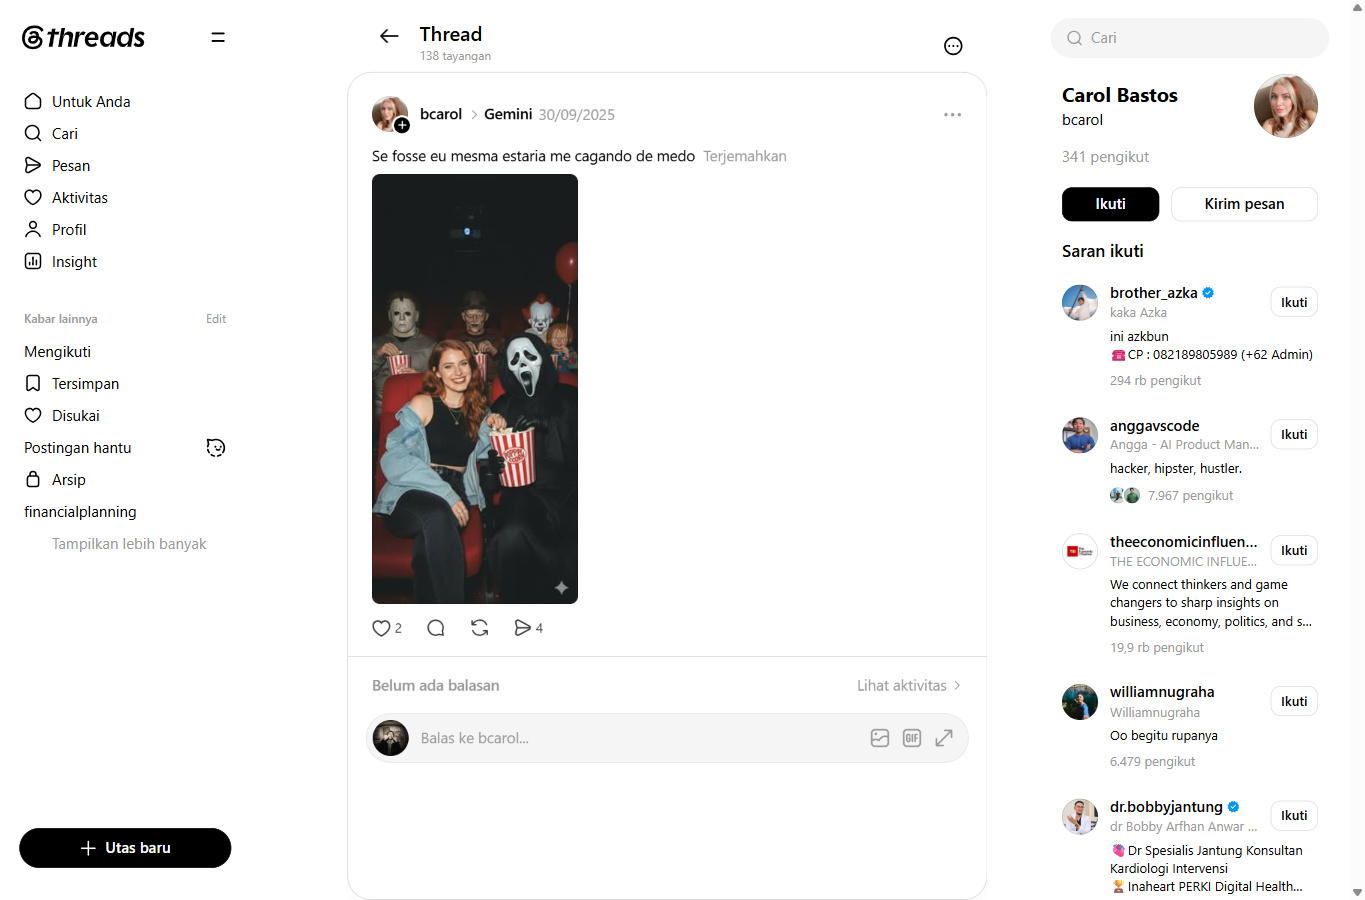 threads
Untuk Anda
Cari
Pesan
Aktivitas
Profil
Insight
Kabar lainnya
Edit
Mengikuti
Tersimpan
Disukai
Postingan hantu
Arsip
financialplanning
Tampilkan lebih banyak
Utas baru
Thread
138 tayangan
bcarol
Gemini 30/09/2025
Se fosse eu mesma estaria me cagando de medo Terjemahkan
2
4
Belum ada balasan
Lihat aktivitas
Balas ke bcarol...
GIF
Cari
Carol Bastos
bcarol
341 pengikut
Ikuti
Kirim pesan
Saran ikuti
brother_azka
kaka Azka
Ikuti
ini azkbun
CP : 082189805989 (+62 Admin)
294 rb pengikut
anggavscode
Angga - AI Product Man...
Ikuti
hacker, hipster, hustler.
7.967 pengikut
theeconomicinfluen...
THE ECONOMIC INFLUE...
Ikuti
We connect thinkers and game
changers to sharp insights on
business, economy, politics, and s...
19,9 rb pengikut
williamnugraha
Williamnugraha
Ikuti
Oo begitu rupanya
6.479 pengikut
dr.bobbyjantung
dr Bobby Arfhan Anwar ...
Ikuti
Dr Spesialis Jantung Konsultan
Kardiologi Intervensi
Inaheart PERKI Digital Health...